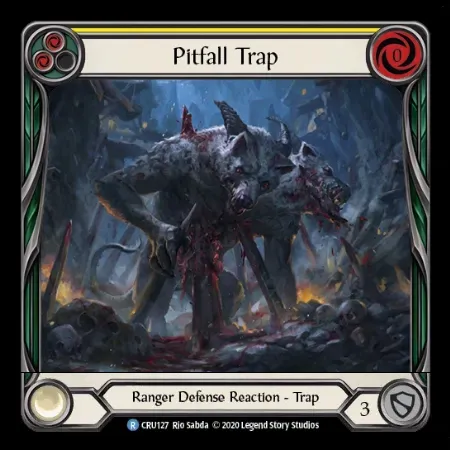 Pitfall Trap
0
Ranger Defense Reaction - Trap
3
R CRU127 Rio Sabda © 2020 Legend Story Studios